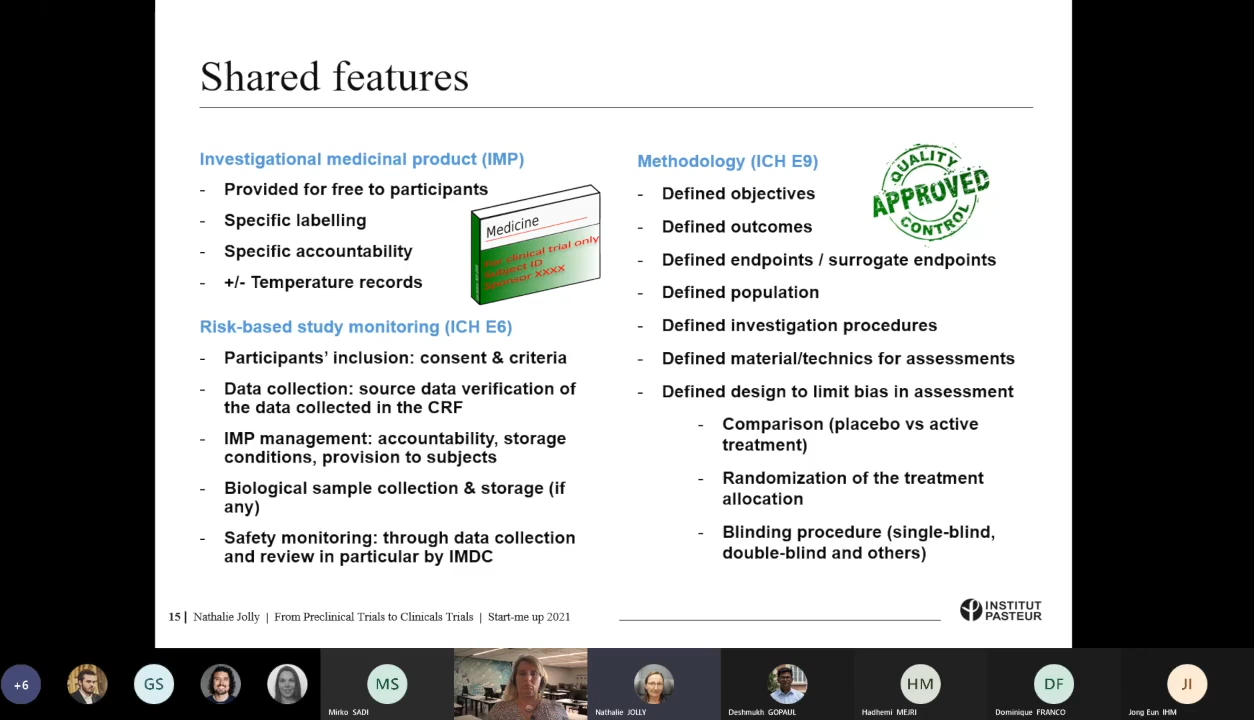 Shared features
Investigational medicinal product (IMP)
- Provided for free to participants
- Specific labelling
- Specific accountability
- +/- Temperature records
Medicine
For clinical trial only
Subject ID
Sponsor XXXX
Risk-based study monitoring (ICH E6)
- Participants’ inclusion: consent & criteria
- Data collection: source data verification of
the data collected in the CRF
- IMP management: accountability, storage
conditions, provision to subjects
- Biological sample collection & storage (if
any)
- Safety monitoring: through data collection
and review in particular by IMDC
Methodology (ICH E9)
QUALITY
APPROVED
CONTROL
- Defined objectives
- Defined outcomes
- Defined endpoints / surrogate endpoints
- Defined population
- Defined investigation procedures
- Defined material/technics for assessments
- Defined design to limit bias in assessment
- Comparison (placebo vs active
treatment)
- Randomization of the treatment
allocation
- Blinding procedure (single-blind,
double-blind and others)
15 | Nathalie Jolly | From Preclinical Trials to Clinicals Trials | Start-me up 2021
INSTITUT
PASTEUR
+6
GS
MS
Mirko SADI
Nathalie JOLLY
Deshmukh GOPAUL
HM
Hadhemi MEJRI
DF
Dominique FRANCO
JI
Jong Eun IHM